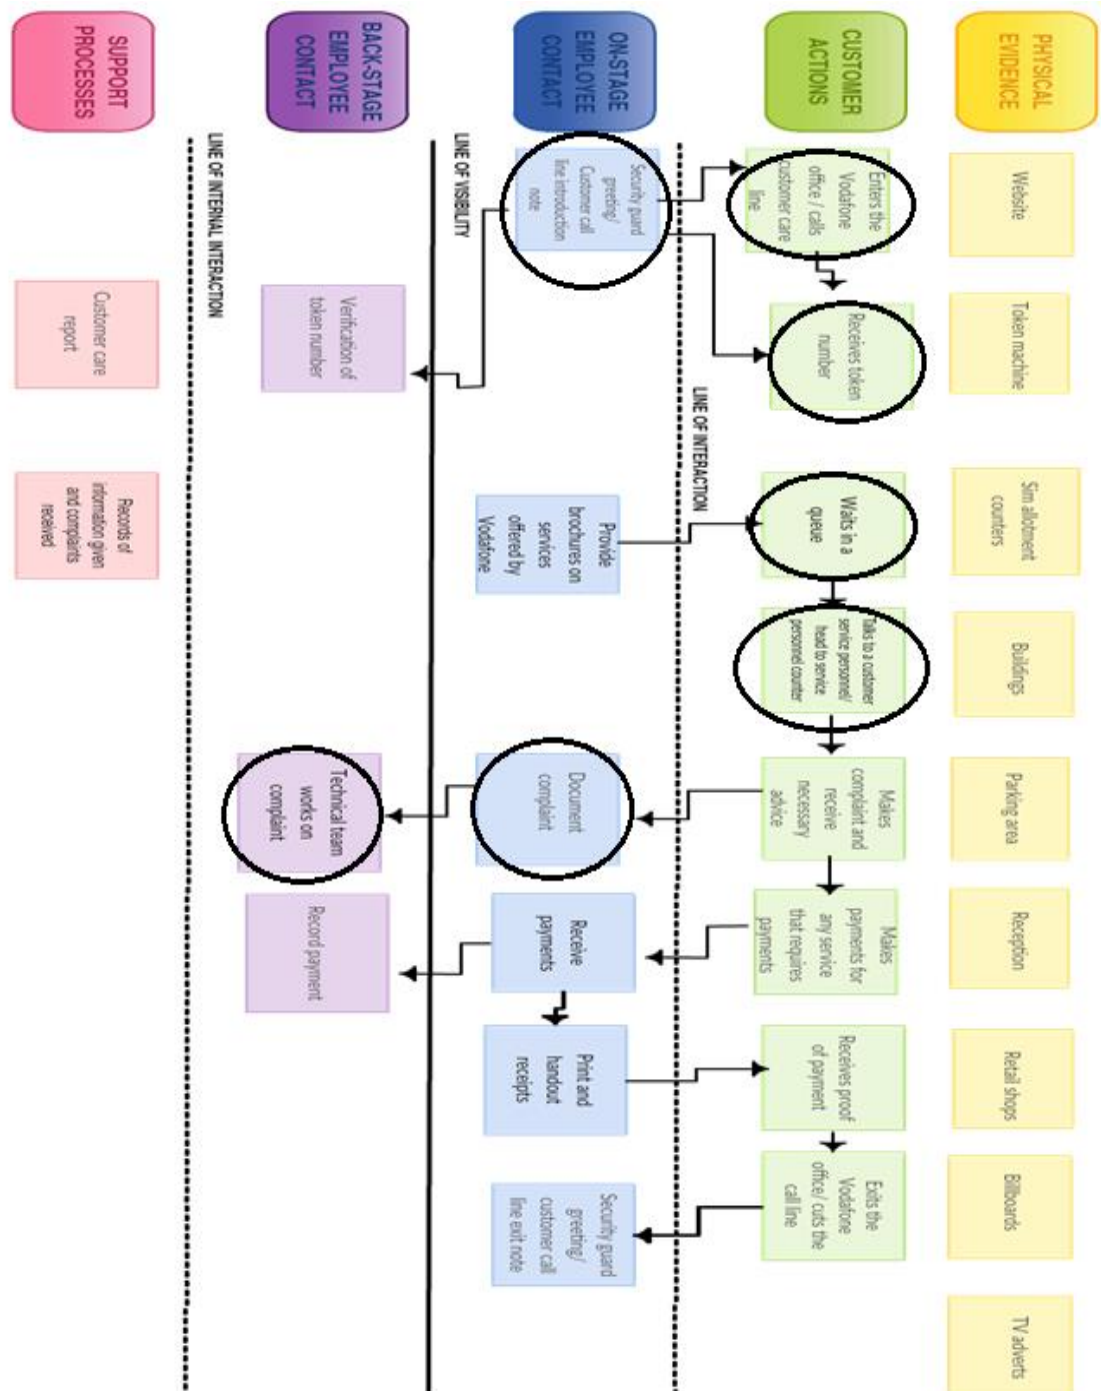 PHYSICAL
EVIDENCE
Website
Token machine
Sim allotment
counters
Buildings
Parking area
Reception
Retail shops
Billboards
TV adverts
CUSTOMER
ACTIONS
Enters the
Vodafone
office / calls
customer care
line
Receives token
number
Waits in a
queue
Talks to a customer
service personnel/
head to service
personnel counter
Makes
complaint and
receive
necessary
advice
Makes
payments for
any service
that requires
payments
Receives proof
of payment
Exits the
Vodafone
office/ cuts the
call line
LINE OF INTERACTION
ON-STAGE
EMPLOYEE
CONTACT
Security guard
greeting/
Customer call
line introduction
note
Provide
brochures on
services
offered by
Vodafone
Document
complaint
Receive
payments
Print and
handout
receipts
Security guard
greeting/
customer call
line exit note
LINE OF VISIBILITY
BACK-STAGE
EMPLOYEE
CONTACT
Verification of
token number
Technical team
works on
complaint
Record payment
LINE OF INTERNAL INTERACTION
SUPPORT
PROCESSES
Customer care
report
Records of
information given
and complaints
received